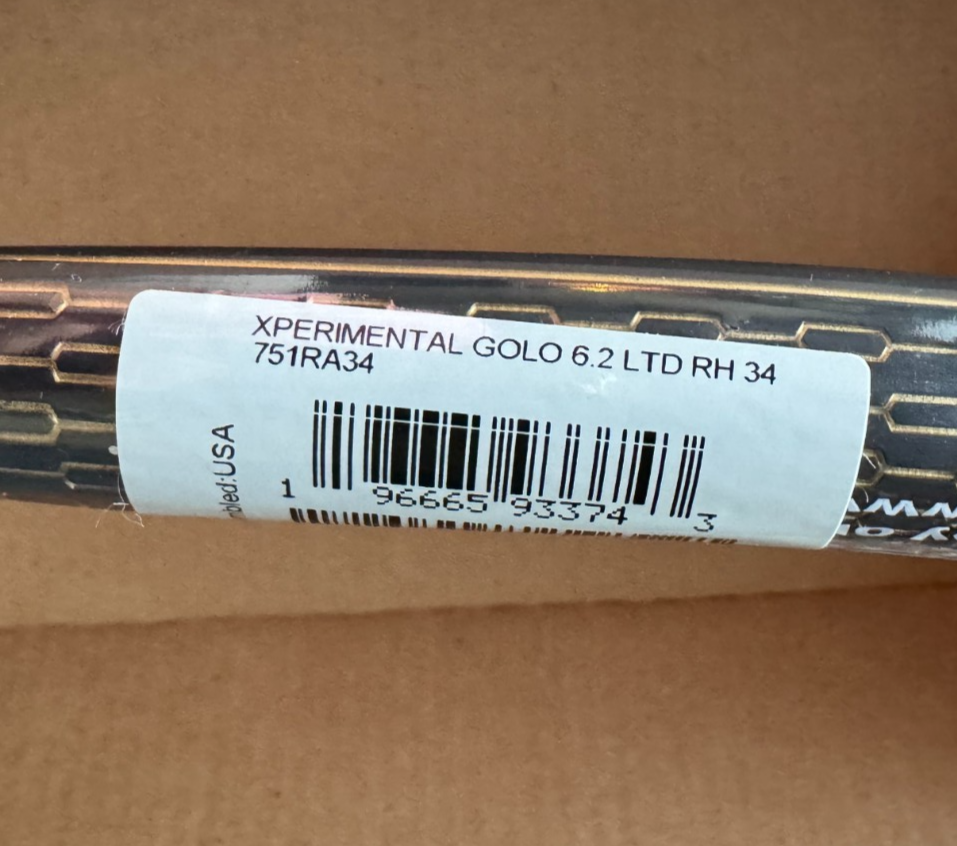 XPERIMENTAL GOLO 6.2 LTD RH 34
751RA34
1 96665 93374 3